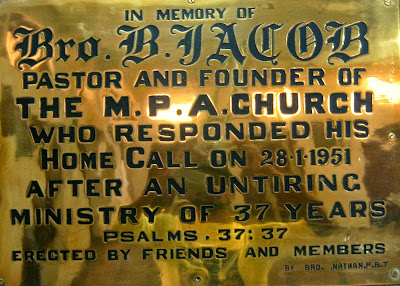 IN MEMORY OF
Bro. B. JACOB
PASTOR AND FOUNDER OF
THE M.P.A. CHURCH
WHO RESPONDED HIS
HOME CALL ON 28·1·1951
AFTER AN UNTIRING
MINISTRY OF 37 YEARS
PSALMS. 37:37
ERECTED BY FRIENDS AND MEMBERS
BY BRO. NATHAN.P.B.T.